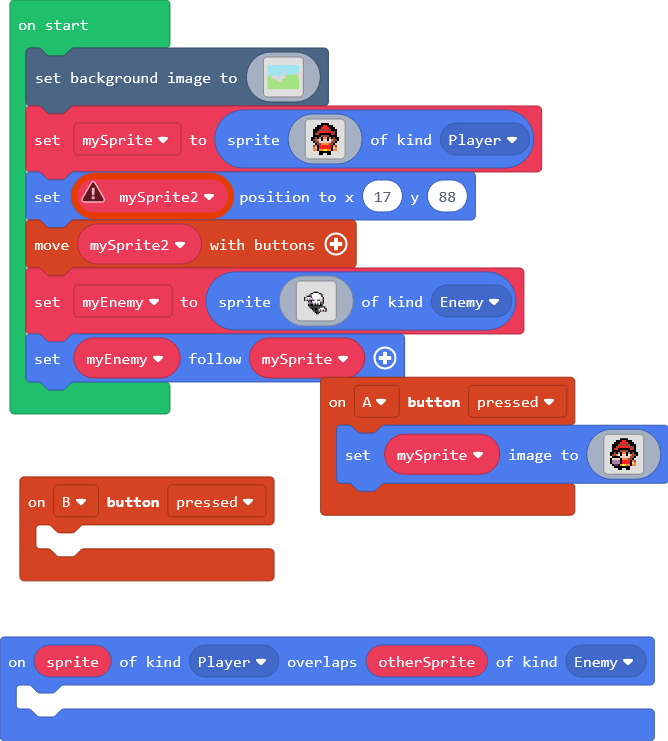 on start
set background image to
set mySprite to sprite of kind Player
set mySprite2 position to x 17 y 88
move mySprite2 with buttons
set myEnemy to sprite of kind Enemy
set myEnemy follow mySprite
on A button pressed
set mySprite image to
on B button pressed
on sprite of kind Player overlaps otherSprite of kind Enemy